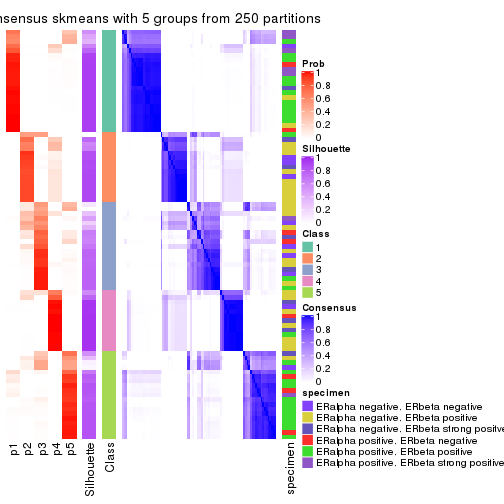 nsensus skmeans with 5 groups from 250 partitions
Prob
1
0.8
0.6
0.4
0.2
0
Silhouette
1
0.8
0.6
0.4
0.2
0
Class
1
2
3
4
5
Consensus
1
0.8
0.6
0.4
0.2
0
specimen
ERalpha negative. ERbeta negative
ERalpha negative. ERbeta positive
ERalpha negative. ERbeta strong positive
ERalpha positive. ERbeta negative
ERalpha positive. ERbeta positive
ERalpha positive. ERbeta strong positive
p1
p2
p3
p4
p5
Silhouette
Class
specimen